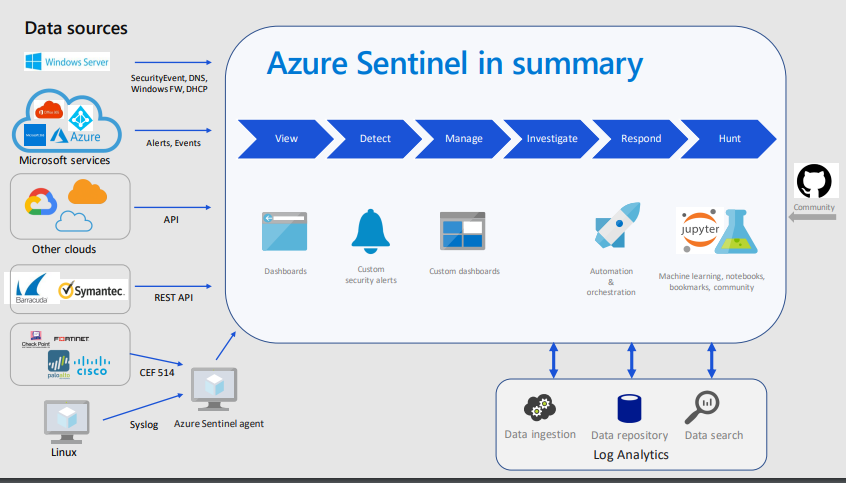 Data sources
Azure Sentinel in summary
Windows Server
SecurityEvent, DNS,
Windows FW, DHCP
Office 365
Azure
Microsoft services
Alerts, Events
Other clouds
API
Barracuda
Symantec.
REST API
Check Point
FORTINET
paloalto
CISCO
CEF 514
Linux
Syslog
Azure Sentinel agent
View
Detect
Manage
Investigate
Respond
Hunt
Dashboards
Custom
security alerts
Custom dashboards
Automation
&
orchestration
jupyter
Machine learning, notebooks,
bookmarks, community
Community
Data ingestion
Data repository
Data search
Log Analytics